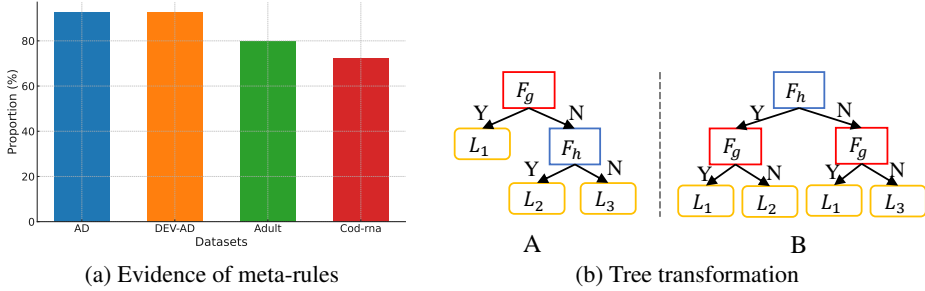 Proportion (%)
80
60
40
20
0
AD
DEV-AD
Adult
Cod-rna
Datasets
(a) Evidence of meta-rules
F_g
Y
N
L_1
F_h
Y
N
L_2
L_3
A
F_h
Y
N
F_g
F_g
Y
N
Y
N
L_1
L_2
L_1
L_3
B
(b) Tree transformation